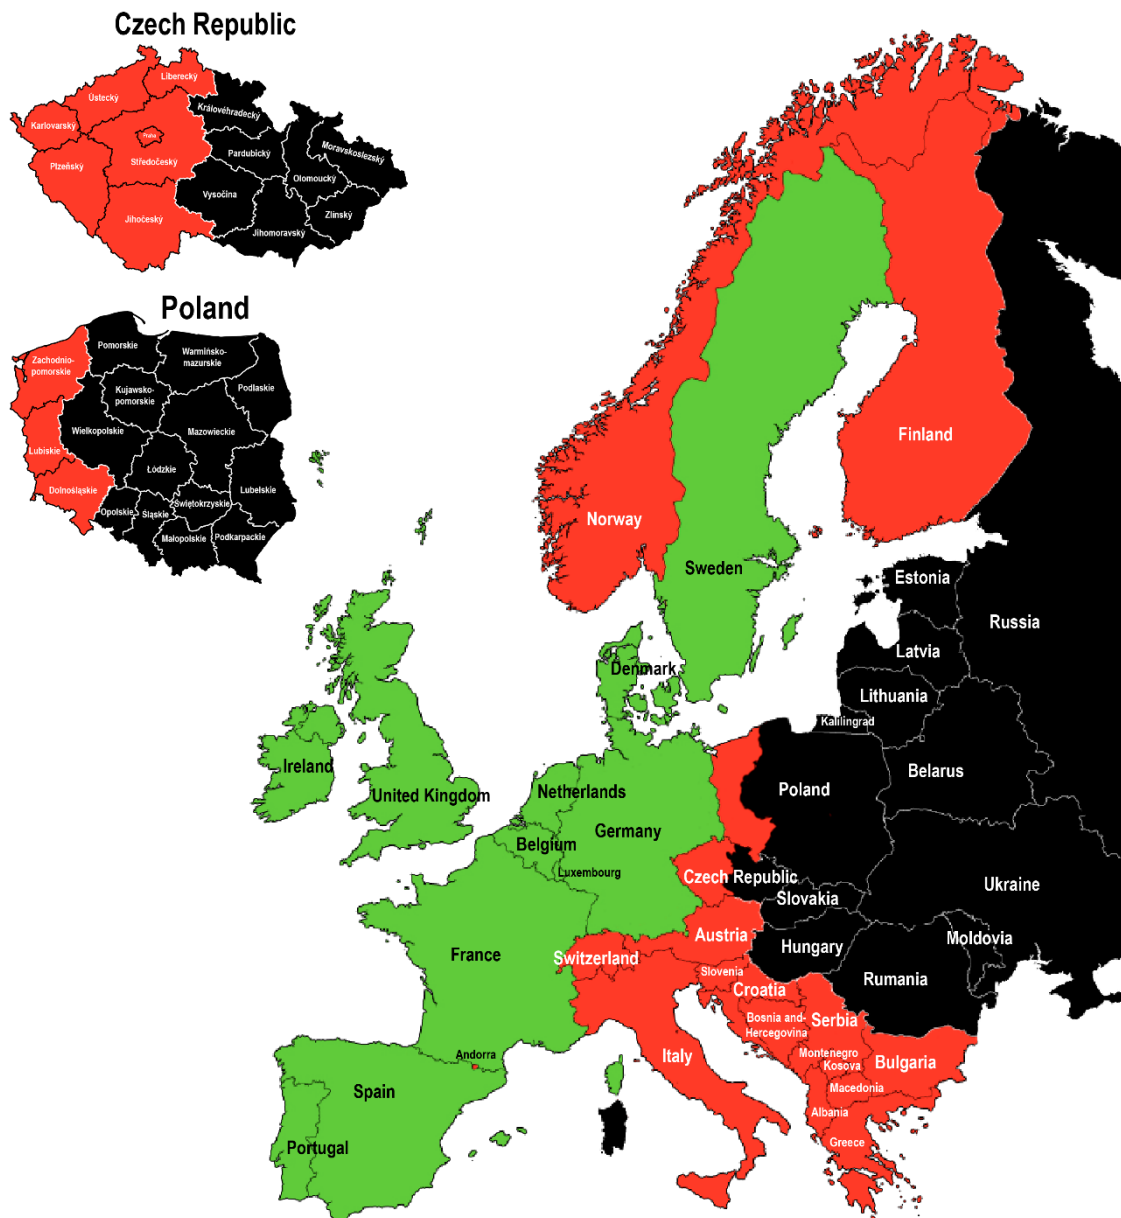 Czech Republic
Liberecký
Ústecký
Královéhradecký
Karlovarský
Praha
Moravskoslezský
Pardubický
Plzeňský
Středočeský
Olomoucký
Vysočina
Zlínský
Jihočeský
Jihomoravský
Poland
Pomorskie
Warmińsko-
mazurskie
Zachodnio-
pomorskie
Kujawsko-
pomorskie
Podlaskie
Wielkopolskie
Mazowieckie
Lubiskie
Łódzkie
Dolnośląskie
Lubelskie
Świętokrzyskie
Opolskie
Śląskie
Małopolskie
Podkarpackie
Finland
Norway
Sweden
Estonia
Russia
Latvia
Denmark
Lithuania
Kalilingrad
Ireland
Belarus
United Kingdom
Netherlands
Poland
Germany
Belgium
Luxembourg
Czech Republic
Ukraine
Slovakia
Austria
Moldovia
Hungary
France
Switzerland
Slovenia
Rumania
Croatia
Bosnia and-
Hercegovina
Serbia
Andorra
Italy
Montenegro
Kosova
Bulgaria
Spain
Macedonia
Albania
Portugal
Greece